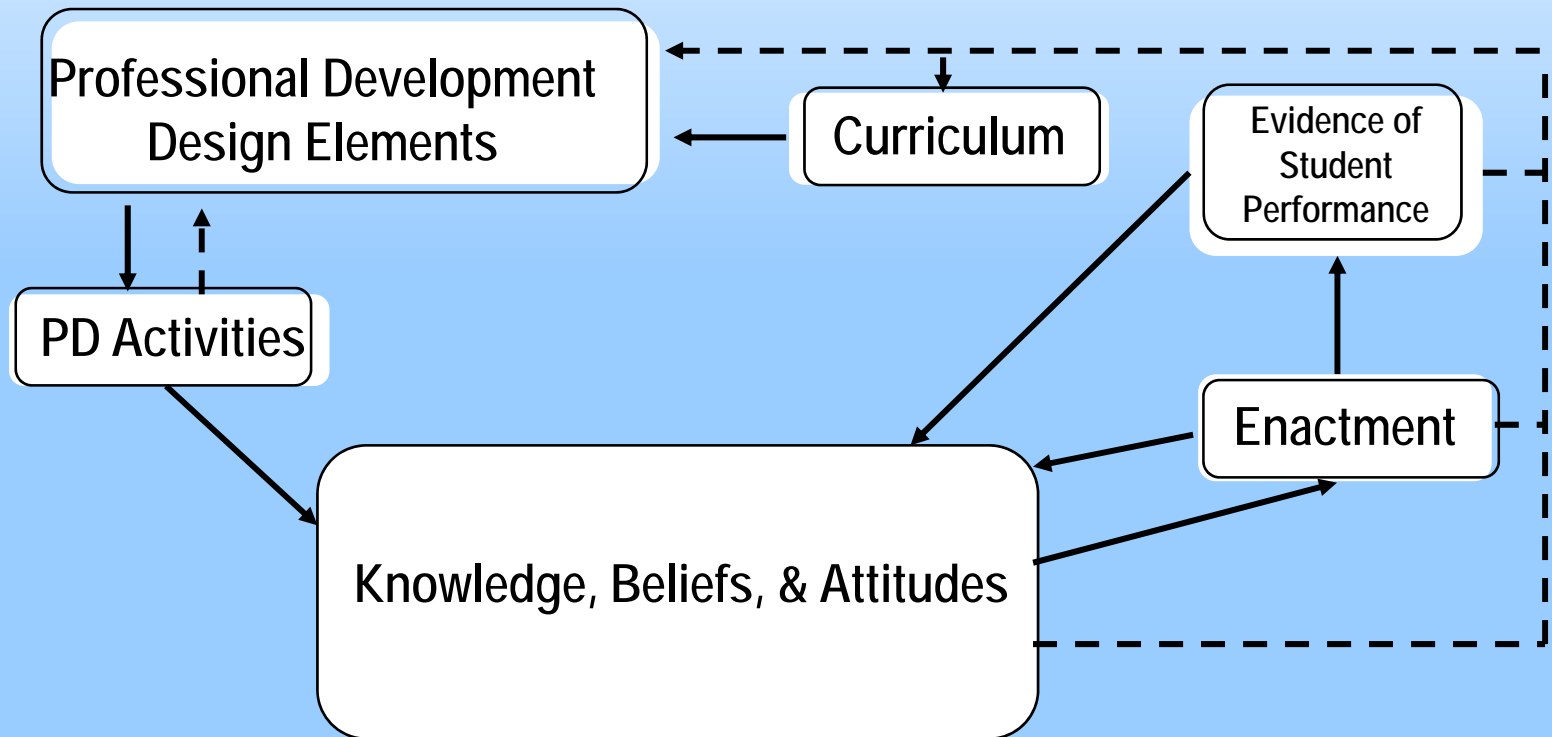 Professional Development
Design Elements
Curriculum
Evidence of
Student
Performance
PD Activities
Enactment
Knowledge, Beliefs, & Attitudes